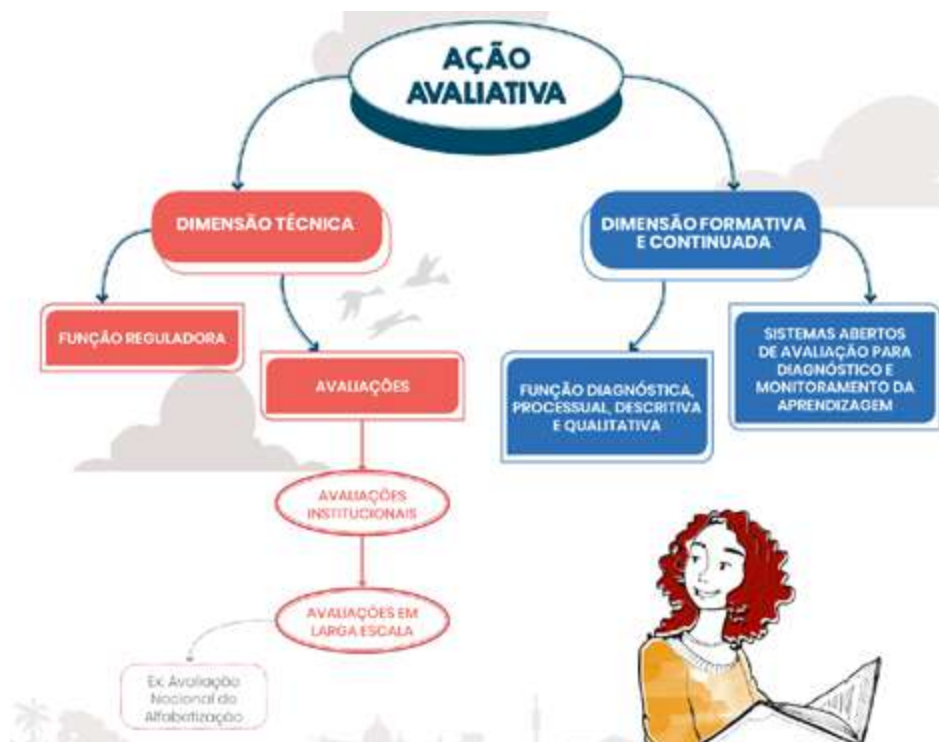 AÇÃO
AVALIATIVA
DIMENSÃO TÉCNICA
DIMENSÃO FORMATIVA
E CONTINUADA
FUNÇÃO REGULADORA
AVALIAÇÕES
FUNÇÃO DIAGNÓSTICA,
PROCESSUAL, DESCRITIVA
E QUALITATIVA
SISTEMAS ABERTOS
DE AVALIAÇÃO PARA
DIAGNÓSTICO E
MONITORAMENTO DA
APRENDIZAGEM
AVALIAÇÕES
INSTITUCIONAIS
AVALIAÇÕES EM
LARGA ESCALA
Ex: Avaliação
Nacional de
Alfabetização